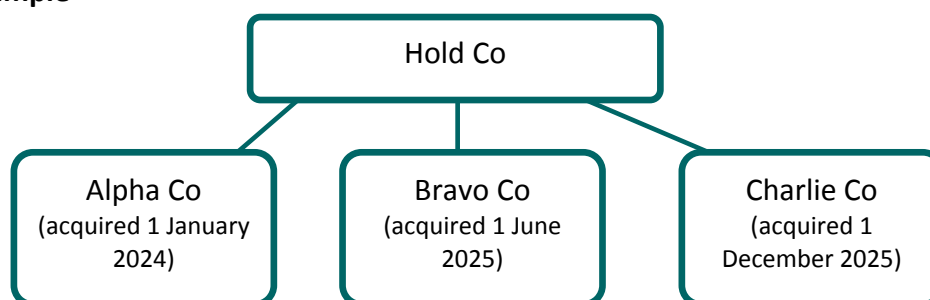 Hold Co
Alpha Co
(acquired 1 January
2024)
Bravo Co
(acquired 1 June
2025)
Charlie Co
(acquired 1
December 2025)